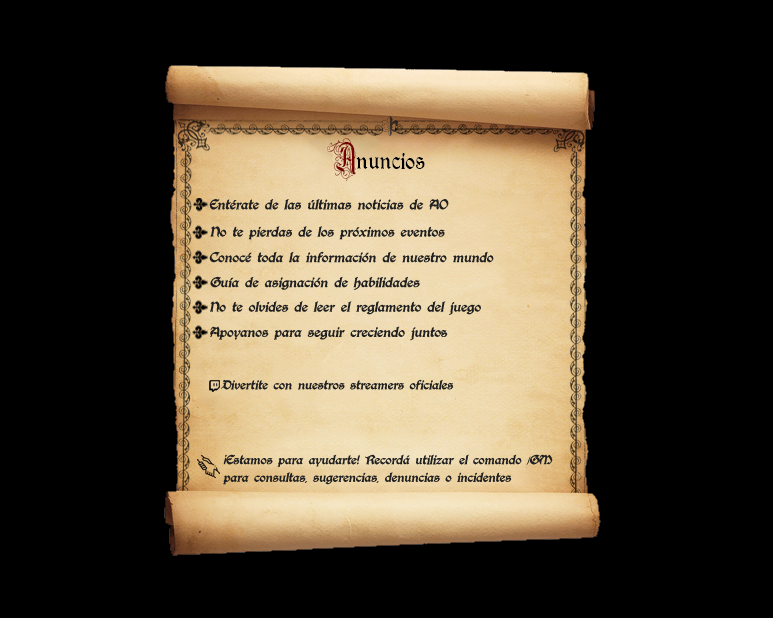 Anuncios
Entérate de las últimas noticias de AO
No te pierdas de los próximos eventos
Conocé toda la información de nuestro mundo
Guía de asignación de habilidades
No te olvides de leer el reglamento del juego
Apoyanos para seguir creciendo juntos
Divertite con nuestros streamers oficiales
¡Estamos para ayudarte! Recordá utilizar el comando /GM
para consultas, sugerencias, denuncias o incidentes